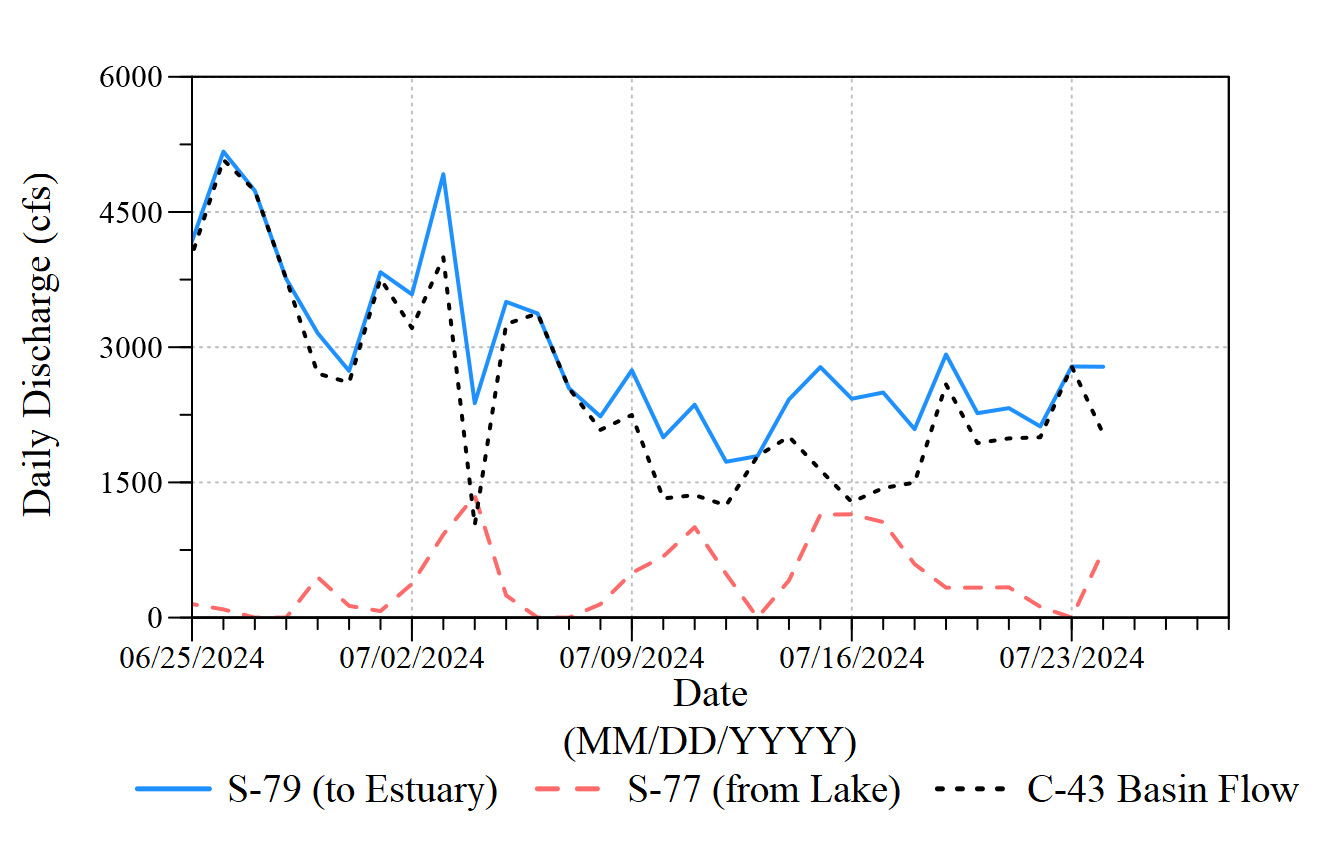 6000
4500
3000
1500
0
Daily Discharge (cfs)
06/25/2024 07/02/2024 07/09/2024 07/16/2024 07/23/2024
Date
(MM/DD/YYYY)
S-79 (to Estuary) S-77 (from Lake) C-43 Basin Flow